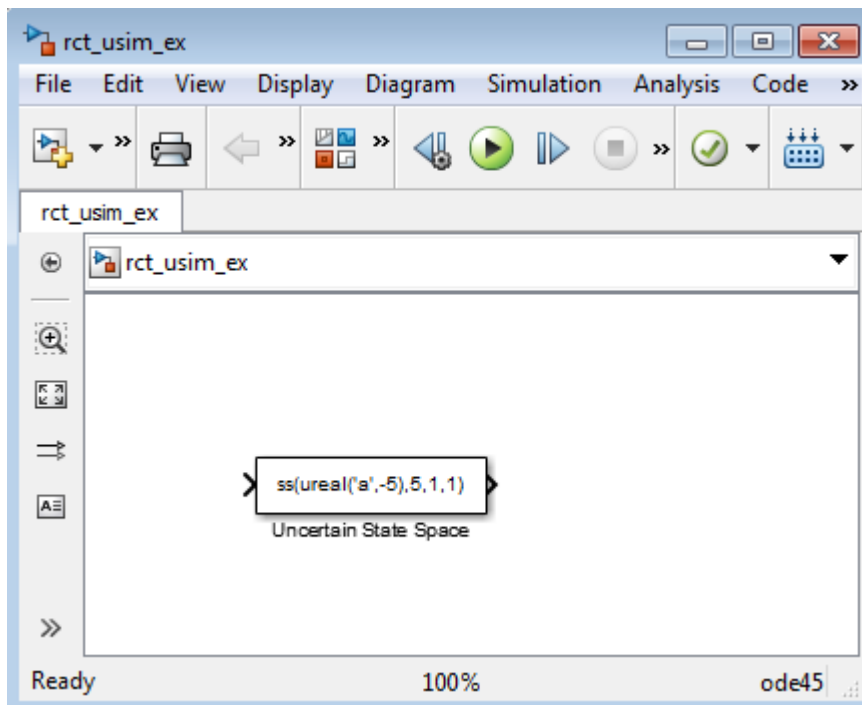 rct_usim_ex
File Edit View Display Diagram Simulation Analysis Code »
rct_usim_ex
rct_usim_ex
ss(ureal('a',-5),5,1,1)
Uncertain State Space
Ready 100% ode45